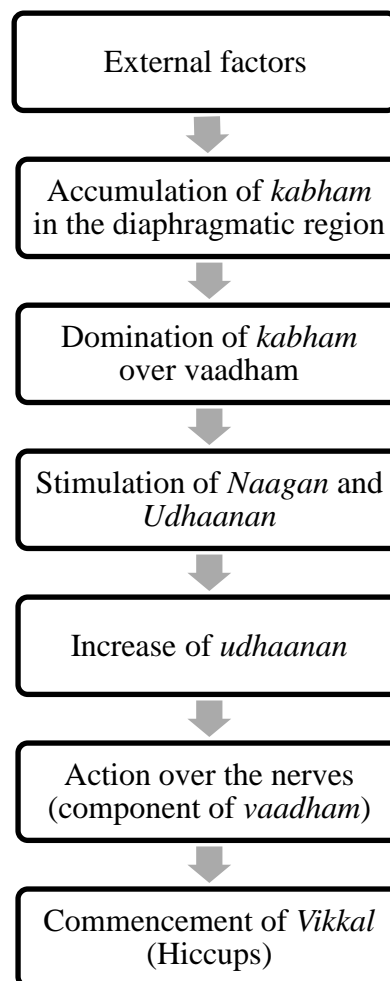 External factors
Accumulation of kabham
in the diaphragmatic region
Domination of kabham
over vaadham
Stimulation of Naagan and
Udhaanan
Increase of udhaanan
Action over the nerves
(component of vaadham)
Commencement of Vikkal
(Hiccups)